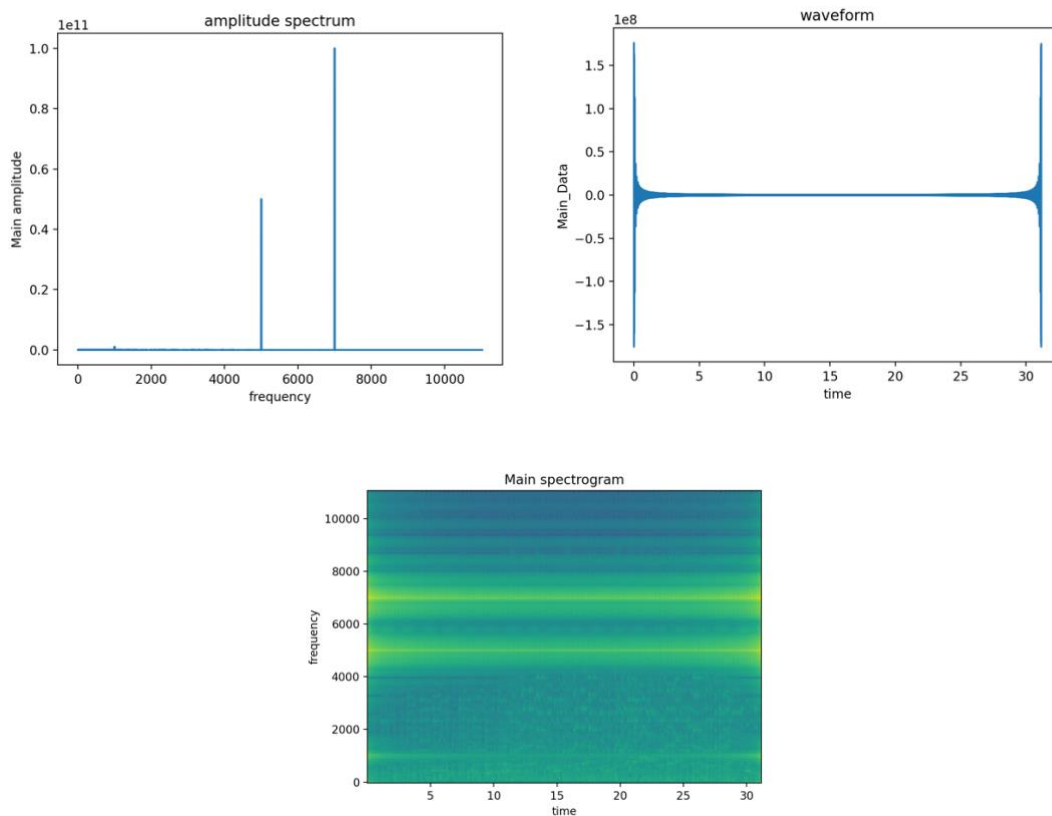 amplitude spectrum
1e11
1.0
0.8
0.6
0.4
0.2
0.0
Main amplitude
0 2000 4000 6000 8000 10000
frequency
waveform
1e8
1.5
1.0
0.5
0.0
−0.5
−1.0
−1.5
Main_Data
0 5 10 15 20 25 30
time
Main spectrogram
10000
8000
6000
4000
2000
0
frequency
5 10 15 20 25 30
time